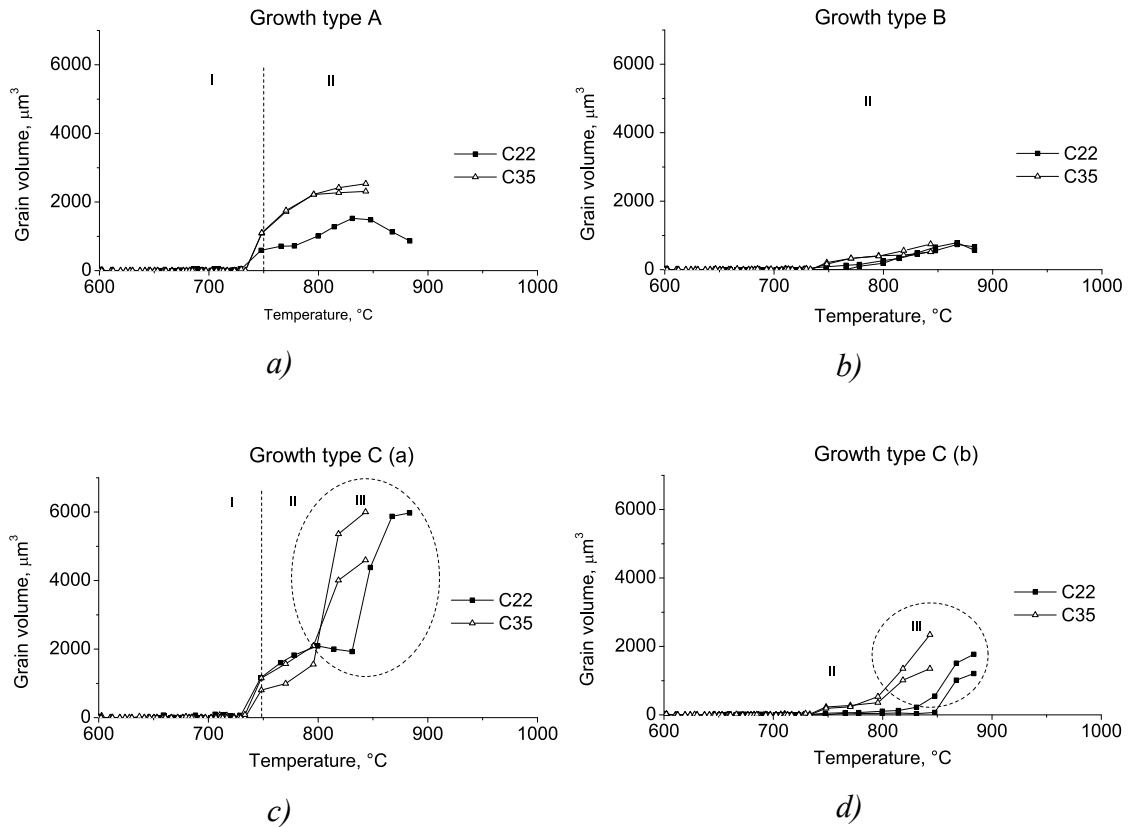 Growth type A
6000
4000
2000
0
Grain volume, μm³
I
II
C22
C35
600
700
800
900
1000
Temperature, °C
a)
Growth type B
6000
4000
2000
0
Grain volume, μm³
II
C22
C35
600
700
800
900
1000
Temperature, °C
b)
Growth type C (a)
6000
4000
2000
0
Grain volume, μm³
I
II
III
C22
C35
600
700
800
900
1000
Temperature, °C
c)
Growth type C (b)
6000
4000
2000
0
Grain volume, μm³
II
III
C22
C35
600
700
800
900
1000
Temperature, °C
d)